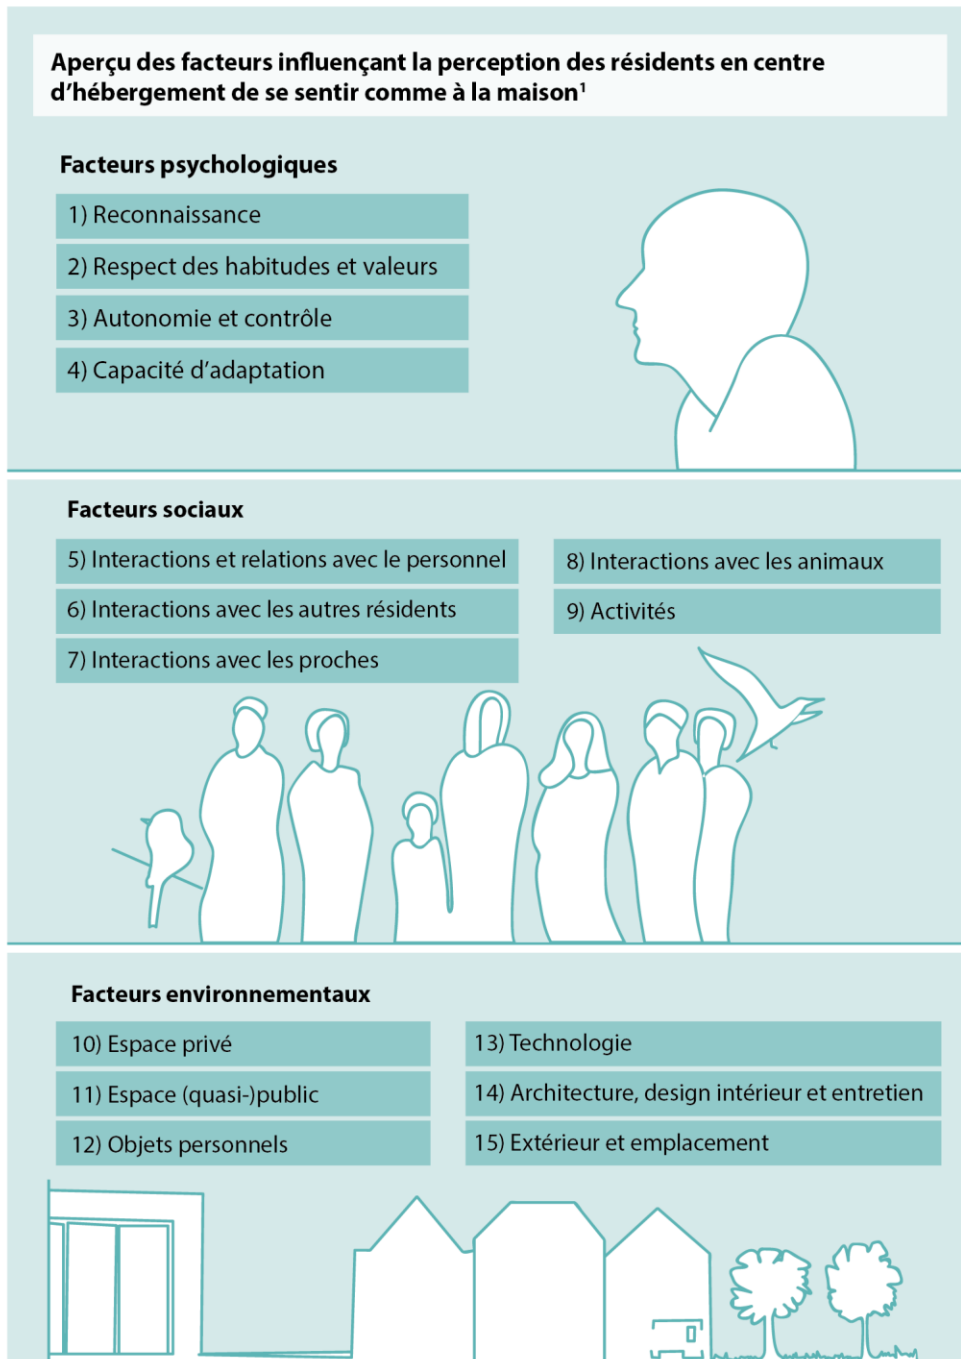 Aperçu des facteurs influençant la perception des résidents en centre
d'hébergement de se sentir comme à la maison¹
Facteurs psychologiques
1) Reconnaissance
2) Respect des habitudes et valeurs
3) Autonomie et contrôle
4) Capacité d'adaptation
Facteurs sociaux
5) Interactions et relations avec le personnel
6) Interactions avec les autres résidents
7) Interactions avec les proches
8) Interactions avec les animaux
9) Activités
Facteurs environnementaux
10) Espace privé
11) Espace (quasi-)public
12) Objets personnels
13) Technologie
14) Architecture, design intérieur et entretien
15) Extérieur et emplacement